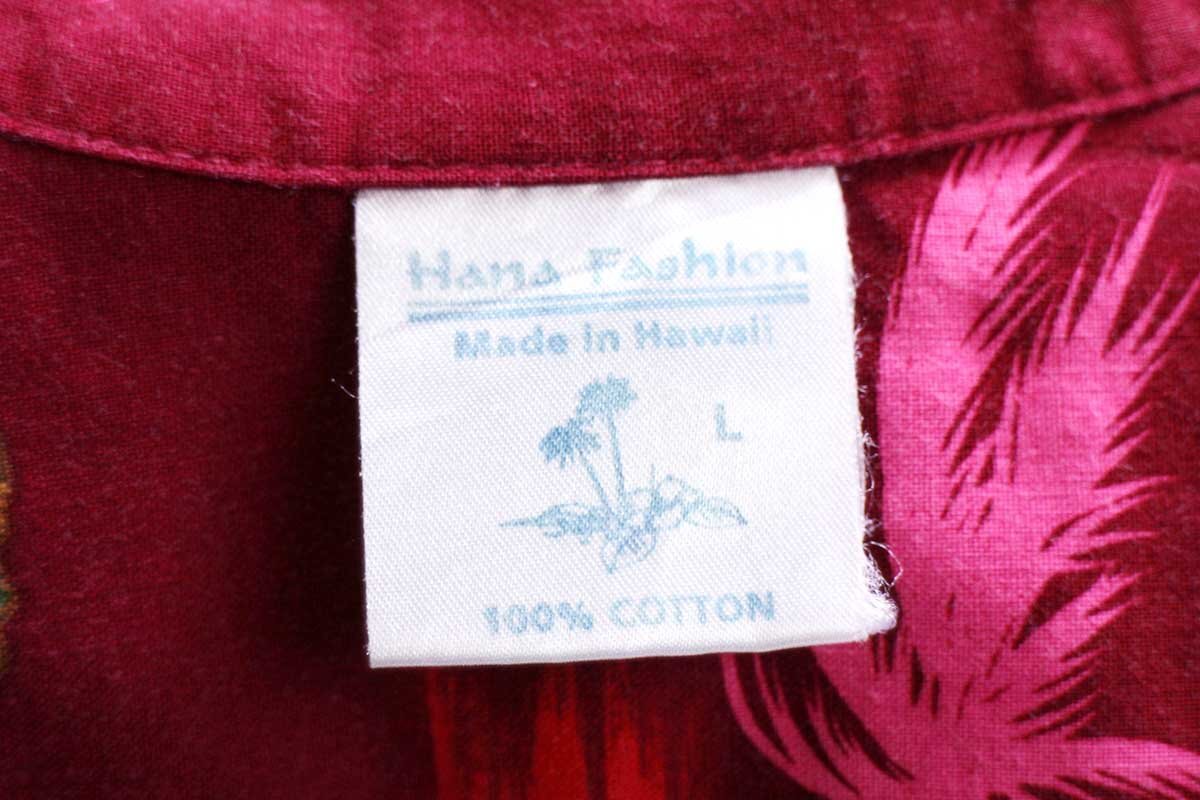 Hana Fashion
Made in Hawaii
L
100% COTTON